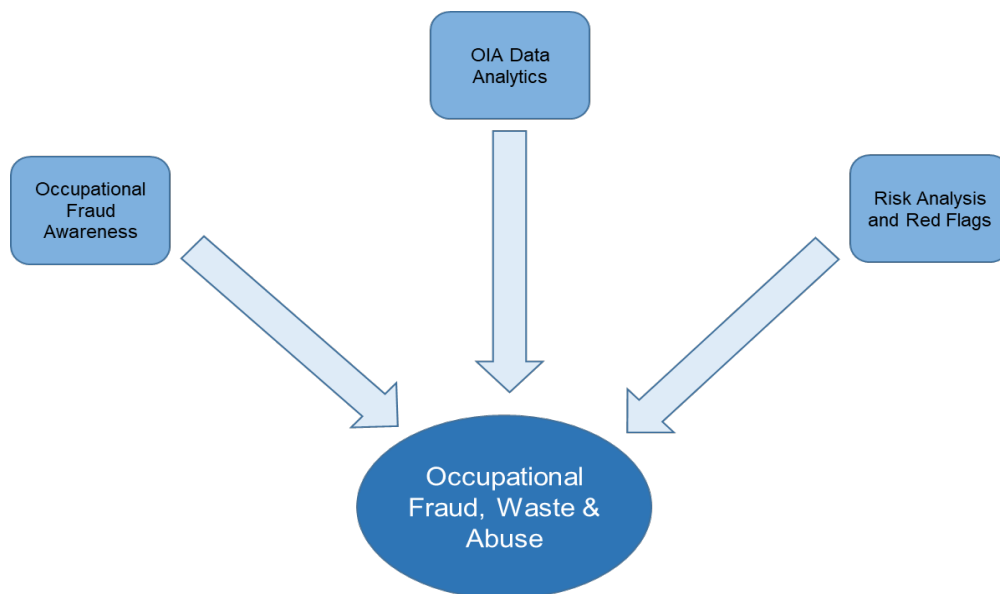 OIA Data
Analytics
Occupational
Fraud
Awareness
Risk Analysis
and Red Flags
Occupational
Fraud, Waste &
Abuse